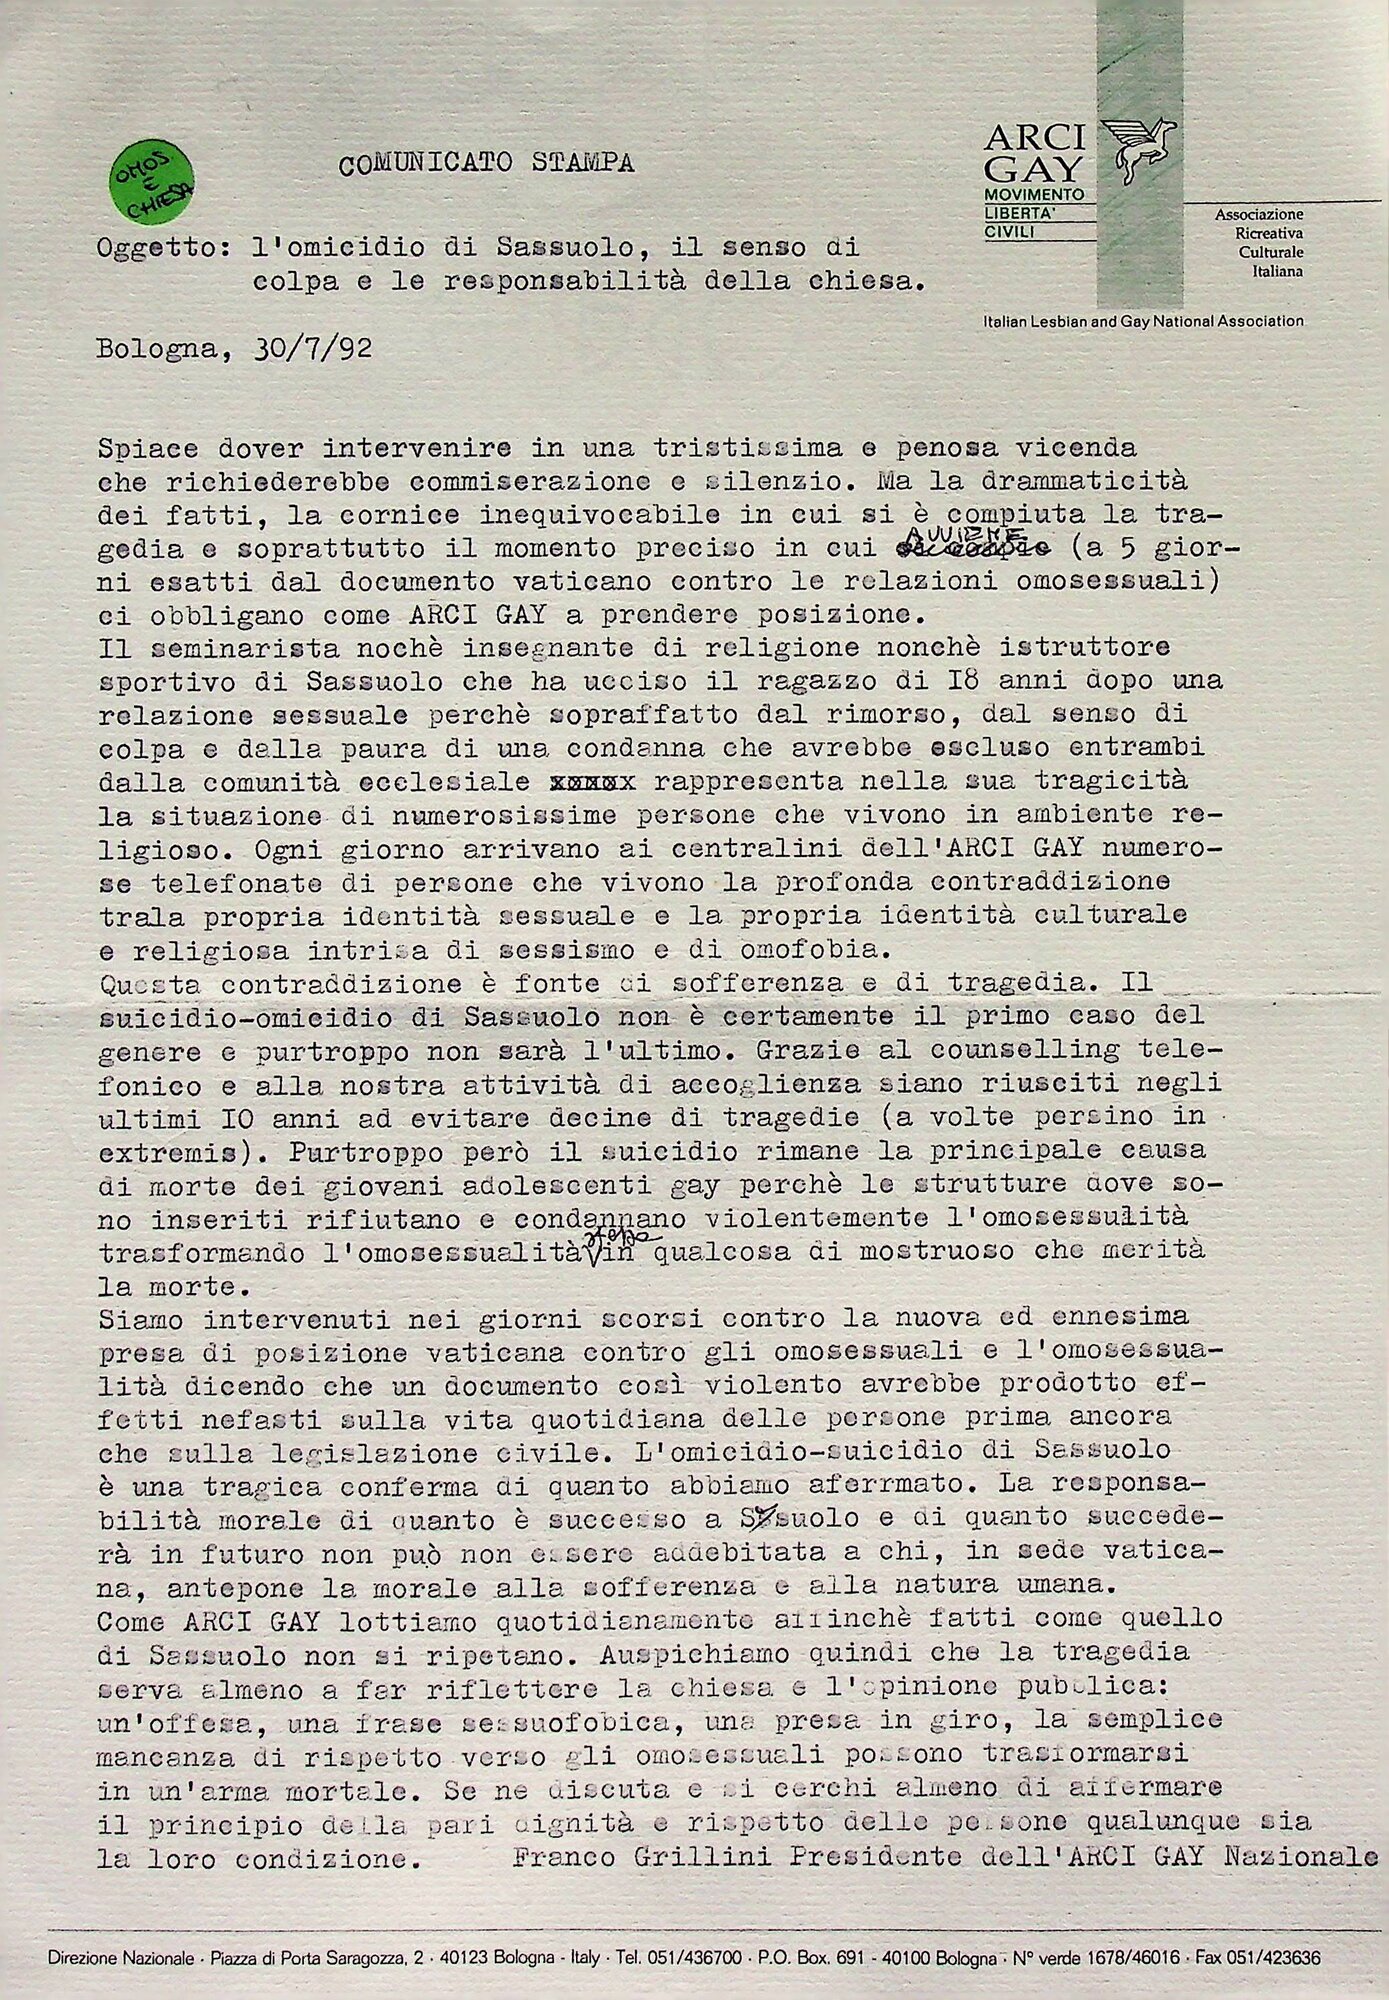 OMOS
E
CHIESA
COMUNICATO STAMPA
ARCI
GAY
MOVIMENTO
LIBERTA'
CIVILI
Associazione
Ricreativa
Culturale
Italiana
Italian Lesbian and Gay National Association
Oggetto: l'omicidio di Sassuolo, il senso di
colpa e le responsabilità della chiesa.
Bologna, 30/7/92
Spiace dover intervenire in una tristissima e penosa vicenda
che richiederebbe commiserazione e silenzio. Ma la drammaticità
dei fatti, la cornice inequivocabile in cui si è compiuta la tra-
gedia e soprattutto il momento preciso in cui AVVIENE (a 5 gior-
ni esatti dal documento vaticano contro le relazioni omosessuali)
ci obbligano come ARCI GAY a prendere posizione.
Il seminarista nochè insegnante di religione nonchè istruttore
sportivo di Sassuolo che ha ucciso il ragazzo di I8 anni dopo una
relazione sessuale perchè sopraffatto dal rimorso, dal senso di
colpa e dalla paura di una condanna che avrebbe escluso entrambi
dalla comunità ecclesiale xxxxx rappresenta nella sua tragicità
la situazione di numerosissime persone che vivono in ambiente re-
ligioso. Ogni giorno arrivano ai centralini dell'ARCI GAY numero-
se telefonate di persone che vivono la profonda contraddizione
trala propria identità sessuale e la propria identità culturale
e religiosa intrisa di sessismo e di omofobia.
Questa contraddizione è fonte di sofferenza e di tragedia. Il
suicidio-omicidio di Sassuolo non è certamente il primo caso del
genere e purtroppo non sarà l'ultimo. Grazie al counselling tele-
fonico e alla nostra attività di accoglienza siano riusciti negli
ultimi IO anni ad evitare decine di tragedie (a volte persino in
extremis). Purtroppo però il suicidio rimane la principale causa
di morte dei giovani adolescenti gay perchè le strutture dove so-
no inseriti rifiutano e condannano violentemente l'omosessulità
trasformando l'omosessualità stessa in qualcosa di mostruoso che merità
la morte.
Siamo intervenuti nei giorni scorsi contro la nuova ed ennesima
presa di posizione vaticana contro gli omosessuali e l'omosessua-
lità dicendo che un documento così violento avrebbe prodotto ef-
fetti nefasti sulla vita quotidiana delle persone prima ancora
che sulla legislazione civile. L'omicidio-suicidio di Sassuolo
è una tragica conferma di quanto abbiamo aferrmato. La responsa-
bilità morale di quanto è successo a Sassuolo e di quanto succede-
rà in futuro non può non essere addebitata a chi, in sede vatica-
na, antepone la morale alla sofferenza e alla natura umana.
Come ARCI GAY lottiamo quotidianamente affinchè fatti come quello
di Sassuolo non si ripetano. Auspichiamo quindi che la tragedia
serva almeno a far riflettere la chiesa e l'opinione pubblica:
un'offesa, una frase sessuofobica, una presa in giro, la semplice
mancanza di rispetto verso gli omosessuali possono trasformarsi
in un'arma mortale. Se ne discuta e si cerchi almeno di affermare
il principio della pari dignità e rispetto delle persone qualunque sia
la loro condizione. Franco Grillini Presidente dell'ARCI GAY Nazionale
Direzione Nazionale · Piazza di Porta Saragozza, 2 · 40123 Bologna - Italy · Tel. 051/436700 · P.O. Box. 691 - 40100 Bologna · N° verde 1678/46016 · Fax 051/423636